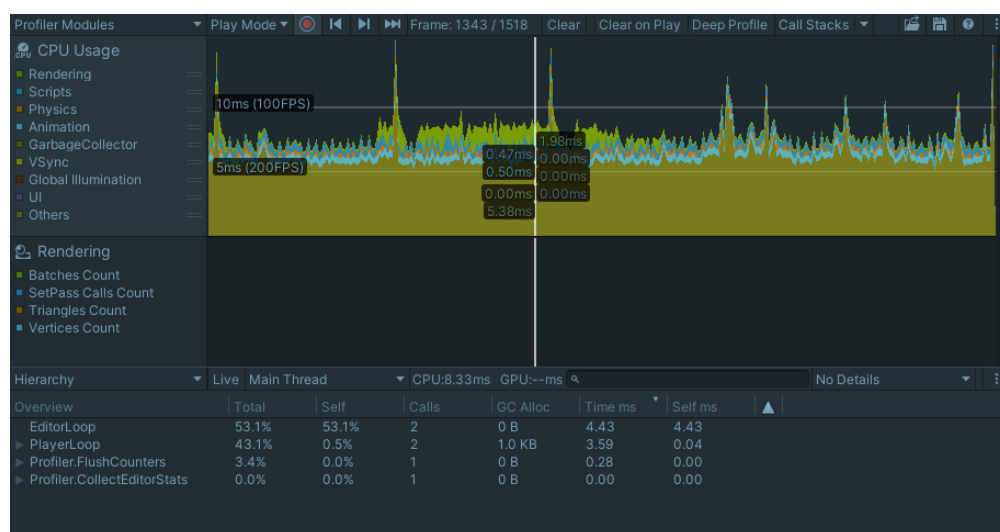 Profiler Modules Play Mode Frame: 1343 / 1518 Clear Clear on Play Deep Profile Call Stacks
CPU Usage
Rendering
Scripts
Physics
Animation
GarbageCollector
VSync
Global Illumination
UI
Others
10ms (100FPS)
5ms (200FPS)
1.98ms
0.47ms 0.00ms
0.50ms 0.00ms
0.00ms 0.00ms
5.38ms
Rendering
Batches Count
SetPass Calls Count
Triangles Count
Vertices Count
Hierarchy Live Main Thread CPU:8.33ms GPU:--ms No Details
Overview Total Self Calls GC Alloc Time ms Self ms
EditorLoop 53.1% 53.1% 2 0 B 4.43 4.43
PlayerLoop 43.1% 0.5% 2 1.0 KB 3.59 0.04
Profiler.FlushCounters 3.4% 0.0% 1 0 B 0.28 0.00
Profiler.CollectEditorStats 0.0% 0.0% 1 0 B 0.00 0.00